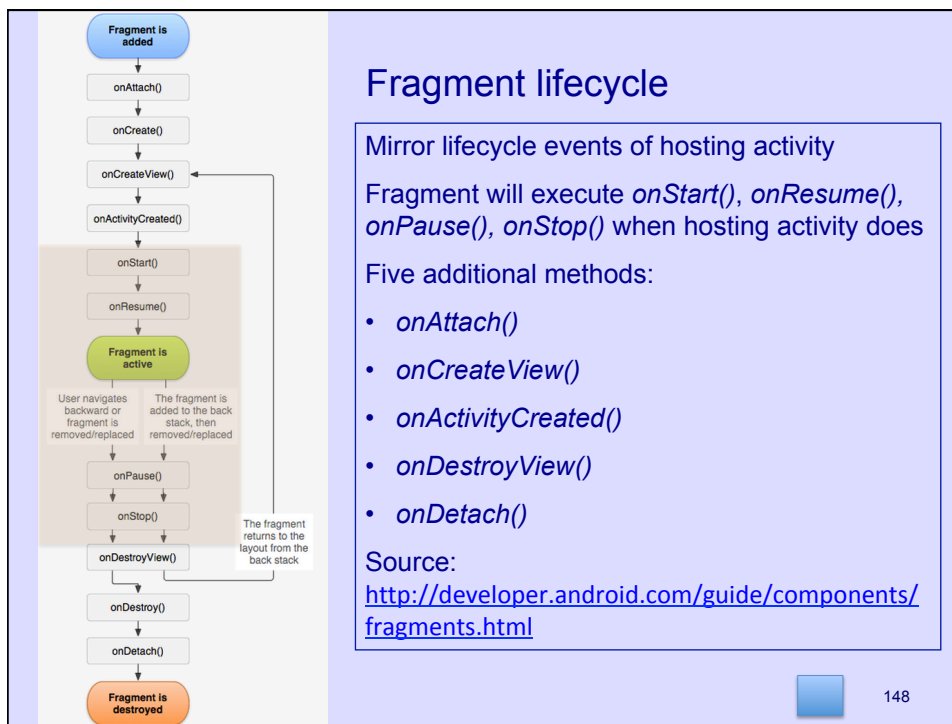 Fragment is
added
onAttach()
onCreate()
onCreateView()
onActivityCreated()
onStart()
onResume()
Fragment is
active
User navigates
backward or
fragment is
removed/replaced
The fragment is
added to the back
stack, then
removed/replaced
onPause()
onStop()
The fragment
returns to the
layout from the
back stack
onDestroyView()
onDestroy()
onDetach()
Fragment is
destroyed
Fragment lifecycle
Mirror lifecycle events of hosting activity
Fragment will execute onStart(), onResume(),
onPause(), onStop() when hosting activity does
Five additional methods:
• onAttach()
• onCreateView()
• onActivityCreated()
• onDestroyView()
• onDetach()
Source:
http://developer.android.com/guide/components/
fragments.html
148